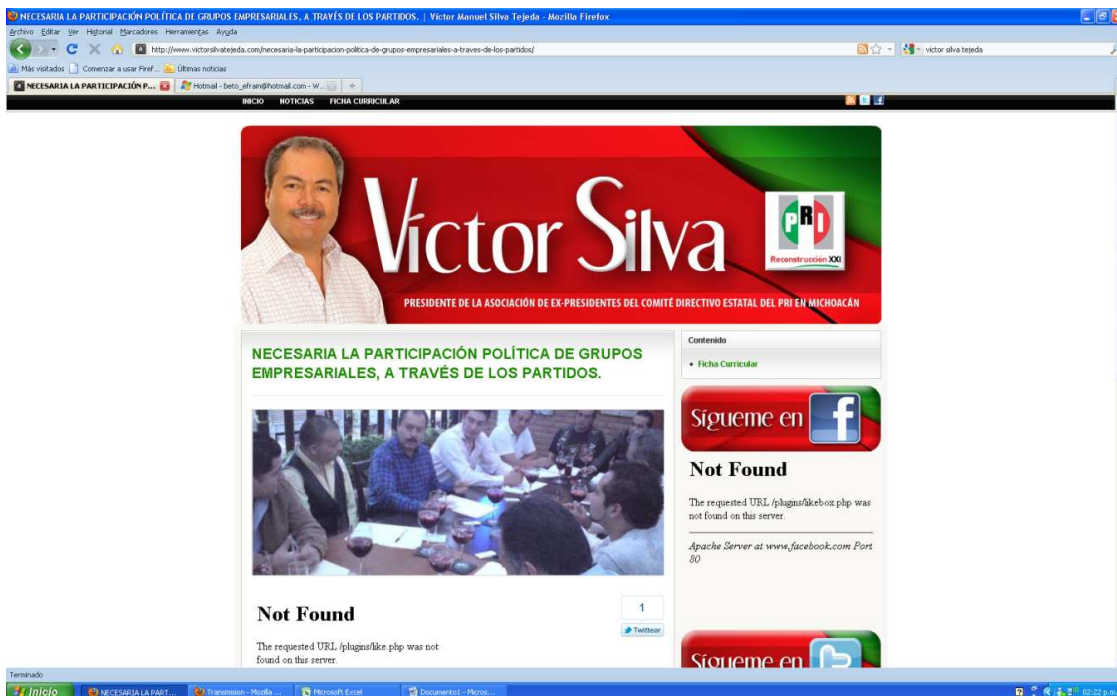 NECESARIA LA PARTICIPACIÓN POLÍTICA DE GRUPOS EMPRESARIALES, A TRAVÉS DE LOS PARTIDOS. | Víctor Manuel Silva Tejeda - Mozilla Firefox
Archivo Editar Ver Historial Marcadores Herramientas Ayuda
http://www.victorsilvatejeda.com/necesaria-la-participacion-politica-de-grupos-empresariales-a-traves-de-los-partidos/
victor silva tejeda
Más visitados Comenzar a usar Firef... Últimas noticias
NECESARIA LA PARTICIPACIÓN P... Hotmail - beto_efrain@hotmail.com - W...
INICIO NOTICIAS FICHA CURRICULAR
Víctor Silva
PRI
Reconstrucción XXI
PRESIDENTE DE LA ASOCIACIÓN DE EX-PRESIDENTES DEL COMITÉ DIRECTIVO ESTATAL DEL PRI EN MICHOACÁN
NECESARIA LA PARTICIPACIÓN POLÍTICA DE GRUPOS
EMPRESARIALES, A TRAVÉS DE LOS PARTIDOS.
Not Found
The requested URL /plugins/like.php was not
found on this server.
1
Twittear
Contenido
Ficha Curricular
Sígueme en f
Not Found
The requested URL /plugins/likebox.php was
not found on this server.
Apache Server at www.facebook.com Port
80
Sígueme en
Terminado
Inicio NECESARIA LA PART... Transmision - Mozilla ... Microsoft Excel Documento1 - Micros... 02:22 p.m.